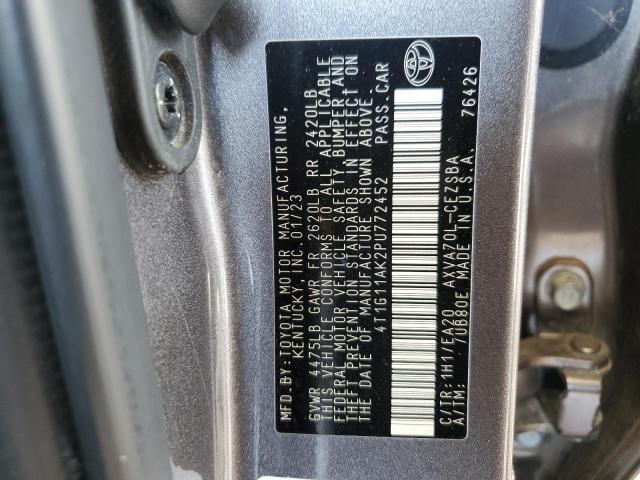 MFD.BY: TOYOTA MOTOR MANUFACTURING,
KENTUCKY, INC. 01/23
GVWR 4475LB GAWR FR 2620LB RR 2420LB
THIS VEHICLE CONFORMS TO ALL APPLICABLE
FEDERAL MOTOR VEHICLE SAFETY, BUMPER, AND
THEFT PREVENTION STANDARDS IN EFFECT ON
THE DATE OF MANUFACTURE SHOWN ABOVE.
4T1G11AK2PU772452 PASS.CAR
C/TR: 1H1/EA20 AXVA70L-CEZSBA
A/TM: /UB80E MADE IN U.S.A. 76426